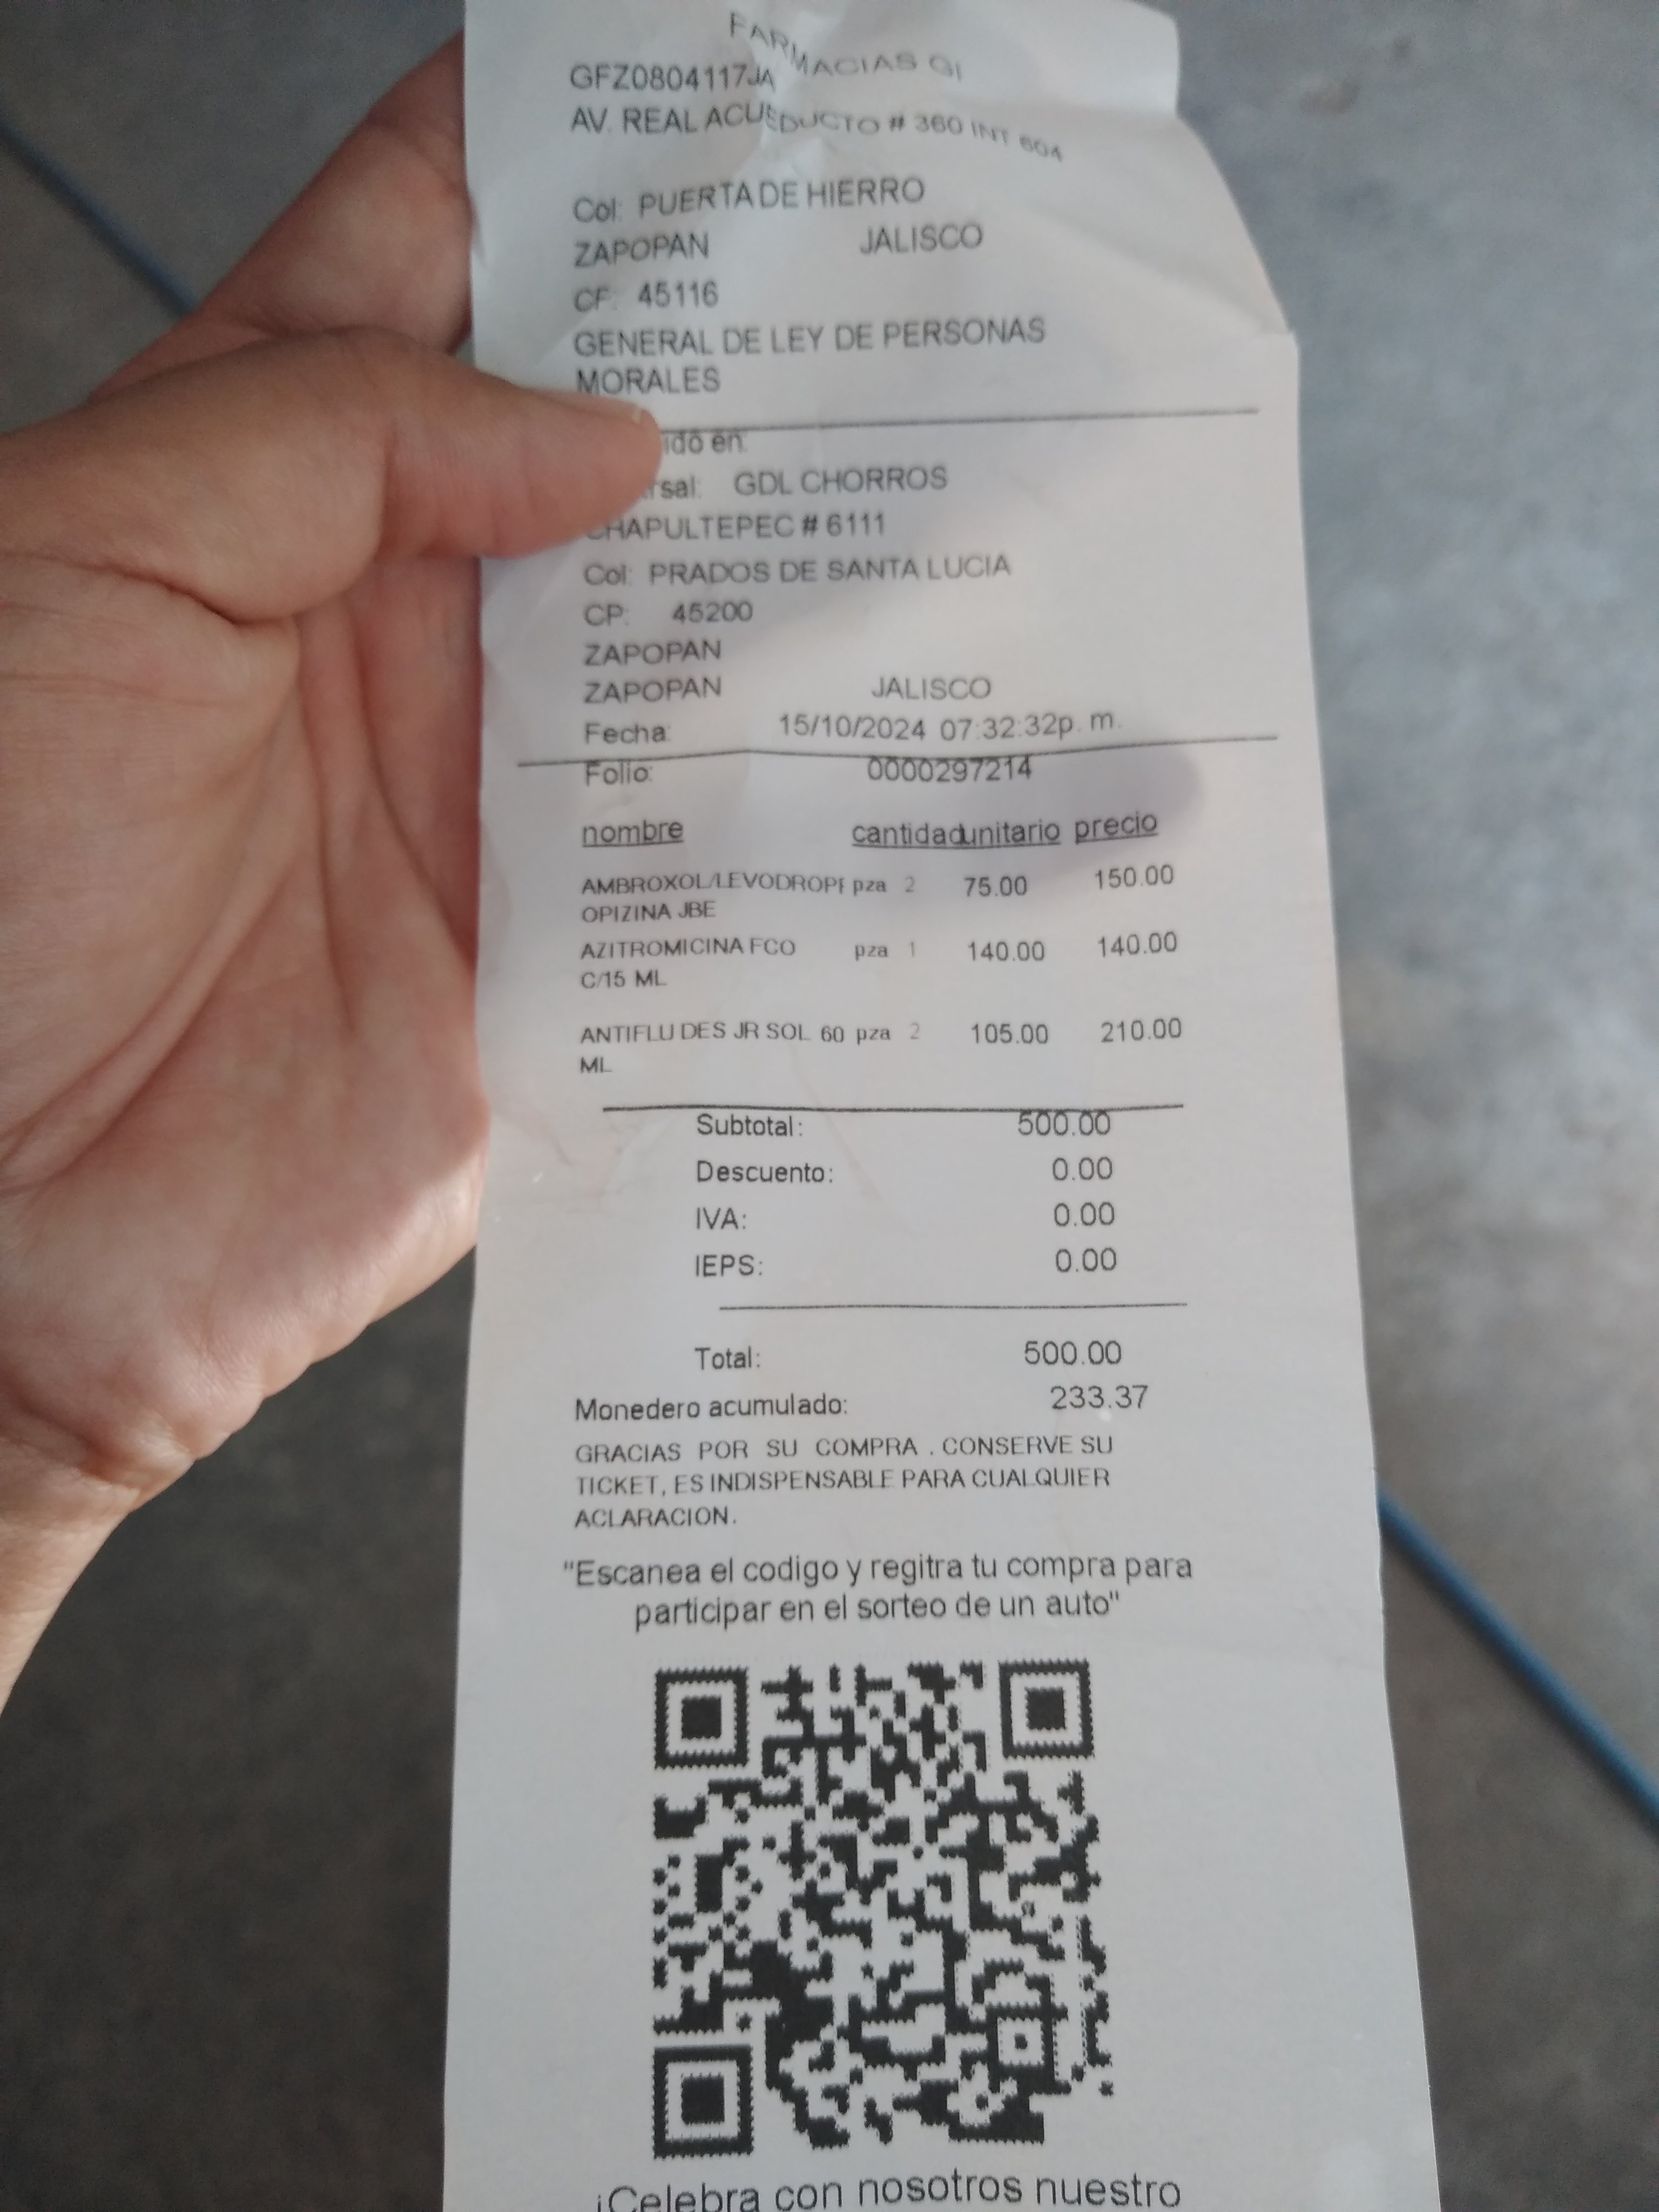 FARMACIAS GI
GFZ0804117JA
AV. REAL ACUEDUCTO # 360 INT 604
Col: PUERTA DE HIERRO
ZAPOPAN JALISCO
CP: 45116
GENERAL DE LEY DE PERSONAS
MORALES
ido en:
rsal: GDL CHORROS
CHAPULTEPEC # 6111
Col: PRADOS DE SANTA LUCIA
CP: 45200
ZAPOPAN
ZAPOPAN JALISCO
Fecha: 15/10/2024 07:32:32p. m.
Folio: 0000297214
nombre cantidad unitario precio
AMBROXOL/LEVODROPR pza 2 75.00 150.00
OPIZINA JBE
AZITROMICINA FCO pza 1 140.00 140.00
C/15 ML
ANTIFLU DES JR SOL 60 pza 2 105.00 210.00
ML
Subtotal: 500.00
Descuento: 0.00
IVA: 0.00
IEPS: 0.00
Total: 500.00
Monedero acumulado: 233.37
GRACIAS POR SU COMPRA . CONSERVE SU
TICKET, ES INDISPENSABLE PARA CUALQUIER
ACLARACION.
"Escanea el codigo y regitra tu compra para
participar en el sorteo de un auto"
¡Celebra con nosotros nuestro